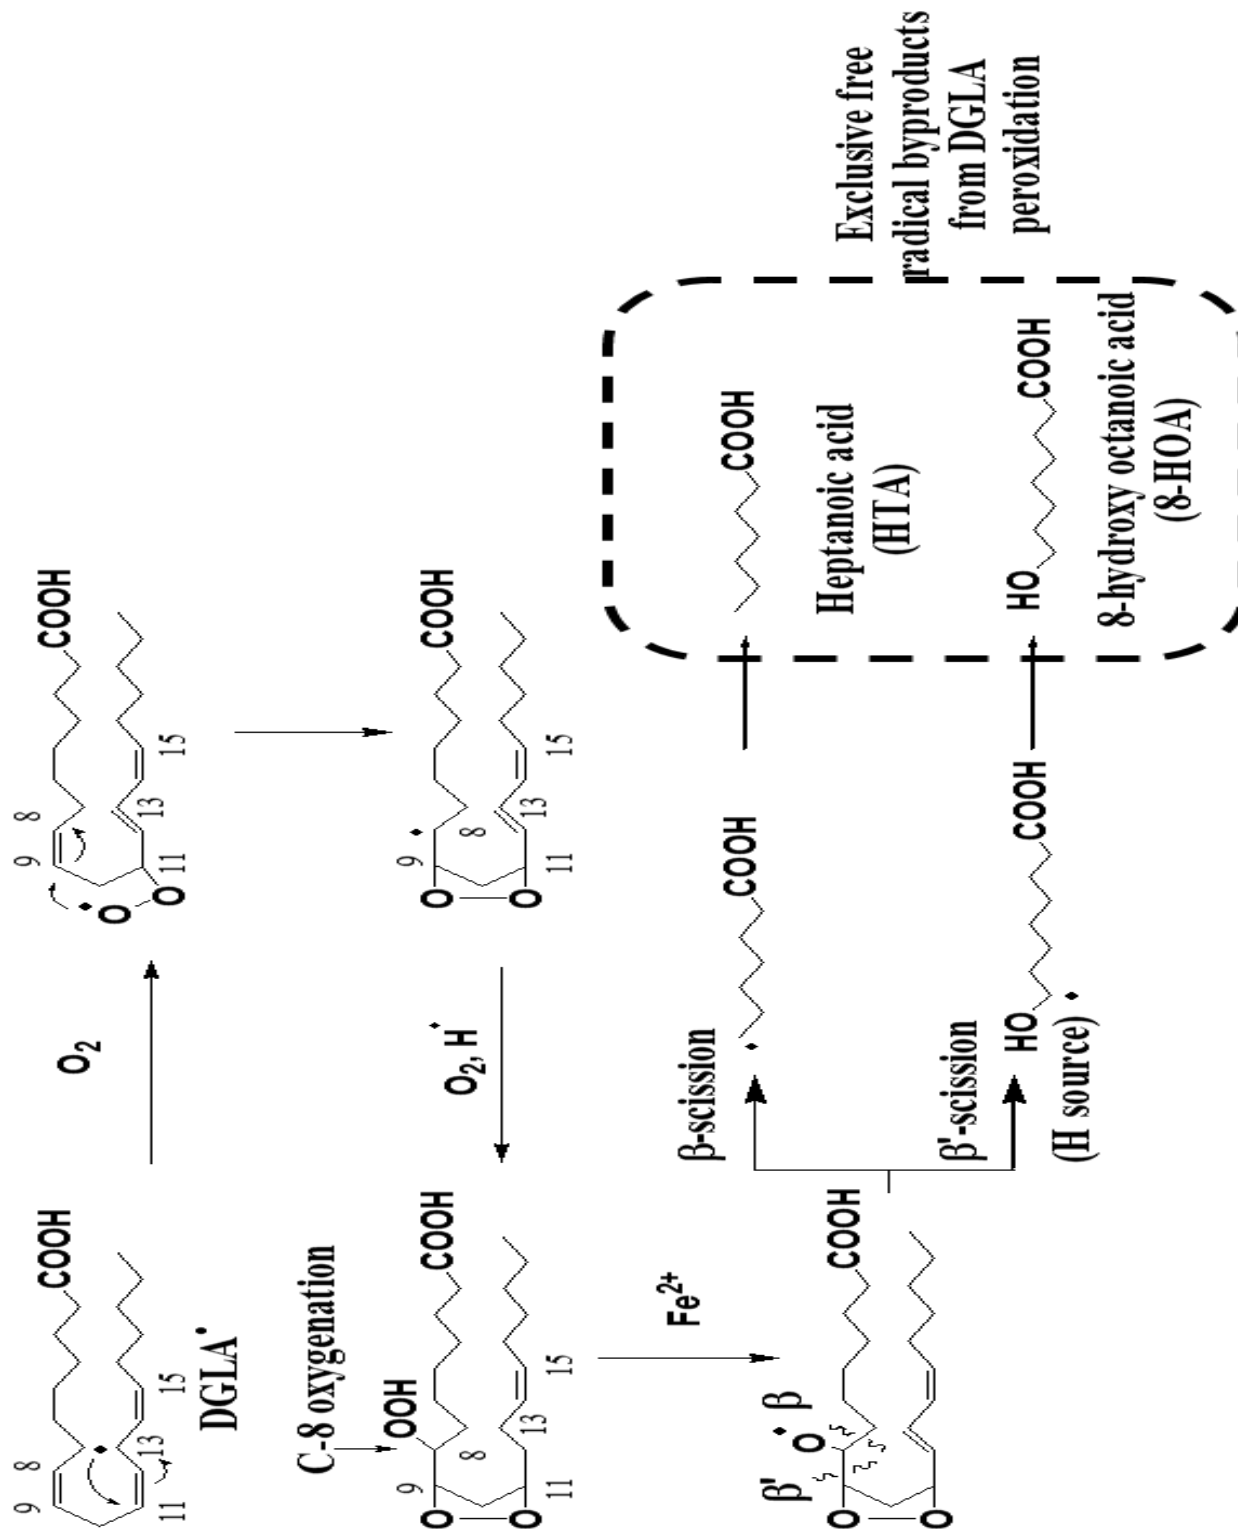 9 8
COOH
11 13 15
DGLA•
O₂
9 8
COOH
•O
O
11 13 15
C-8 oxygenation
OOH
9
COOH
O
8
O
11 13 15
O₂, H•
9
COOH
O
8
O
11 13 15
Fe²⁺
β' O• β
COOH
O
O
β-scission
COOH
β'-scission
HO COOH
(H source)
COOH
Heptanoic acid
(HTA)
HO COOH
8-hydroxy octanoic acid
(8-HOA)
Exclusive free
radical byproducts
from DGLA
peroxidation